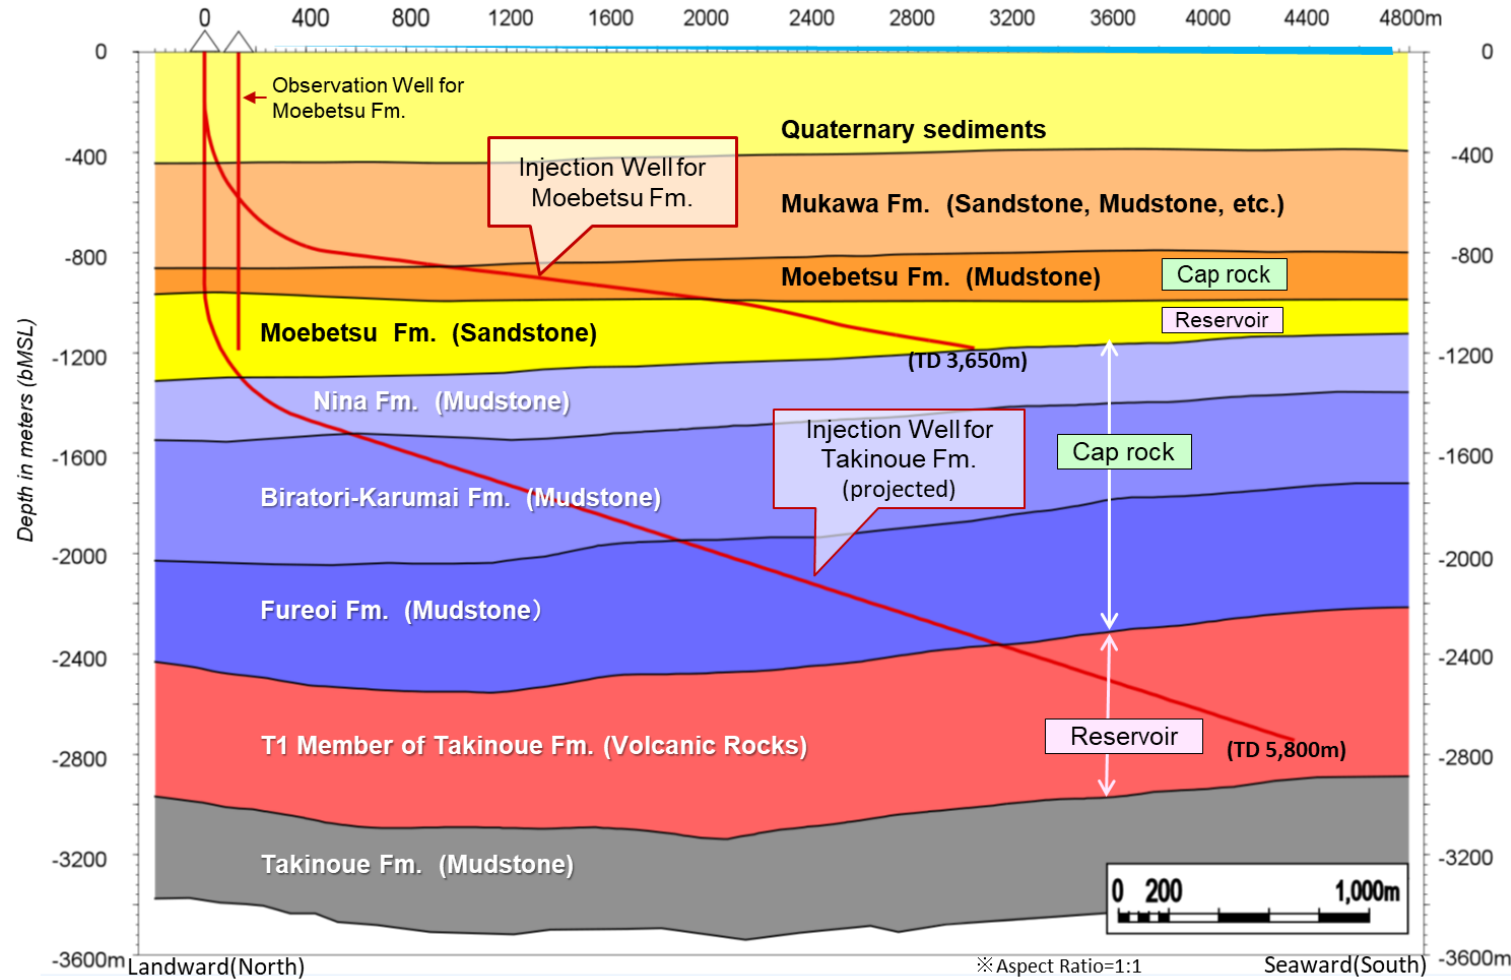 0 400 800 1200 1600 2000 2400 2800 3200 3600 4000 4400 4800m
0 0
Observation Well for
Moebetsu Fm.
Quaternary sediments
-400 -400
Injection Well for
Moebetsu Fm.
Mukawa Fm. (Sandstone, Mudstone, etc.)
-800 -800
Moebetsu Fm. (Mudstone)
Cap rock
Moebetsu Fm. (Sandstone)
Reservoir
-1200 -1200
(TD 3,650m)
Nina Fm. (Mudstone)
Injection Well for
Takinoue Fm.
(projected)
Cap rock
-1600 -1600
Biratori-Karumai Fm. (Mudstone)
Depth in meters (bMSL)
-2000 -2000
Fureoi Fm. (Mudstone）
-2400 -2400
T1 Member of Takinoue Fm. (Volcanic Rocks)
Reservoir
(TD 5,800m)
-2800 -2800
Takinoue Fm. (Mudstone)
-3200 -3200
0 200 1,000m
-3600m -3600m
Landward(North)
※Aspect Ratio=1:1
Seaward(South)